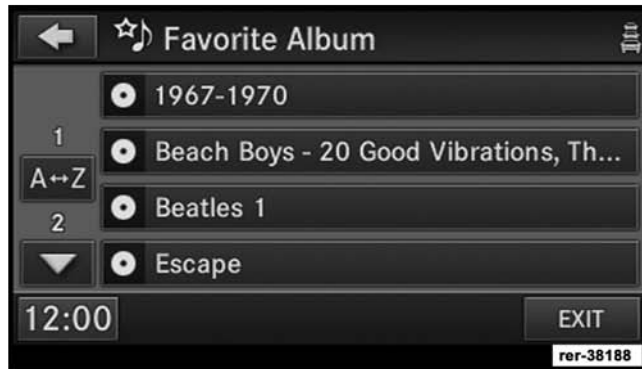 Favorite Album
1967-1970
1
Beach Boys - 20 Good Vibrations, Th...
A↔Z
Beatles 1
2
Escape
12:00
EXIT
rer-38188